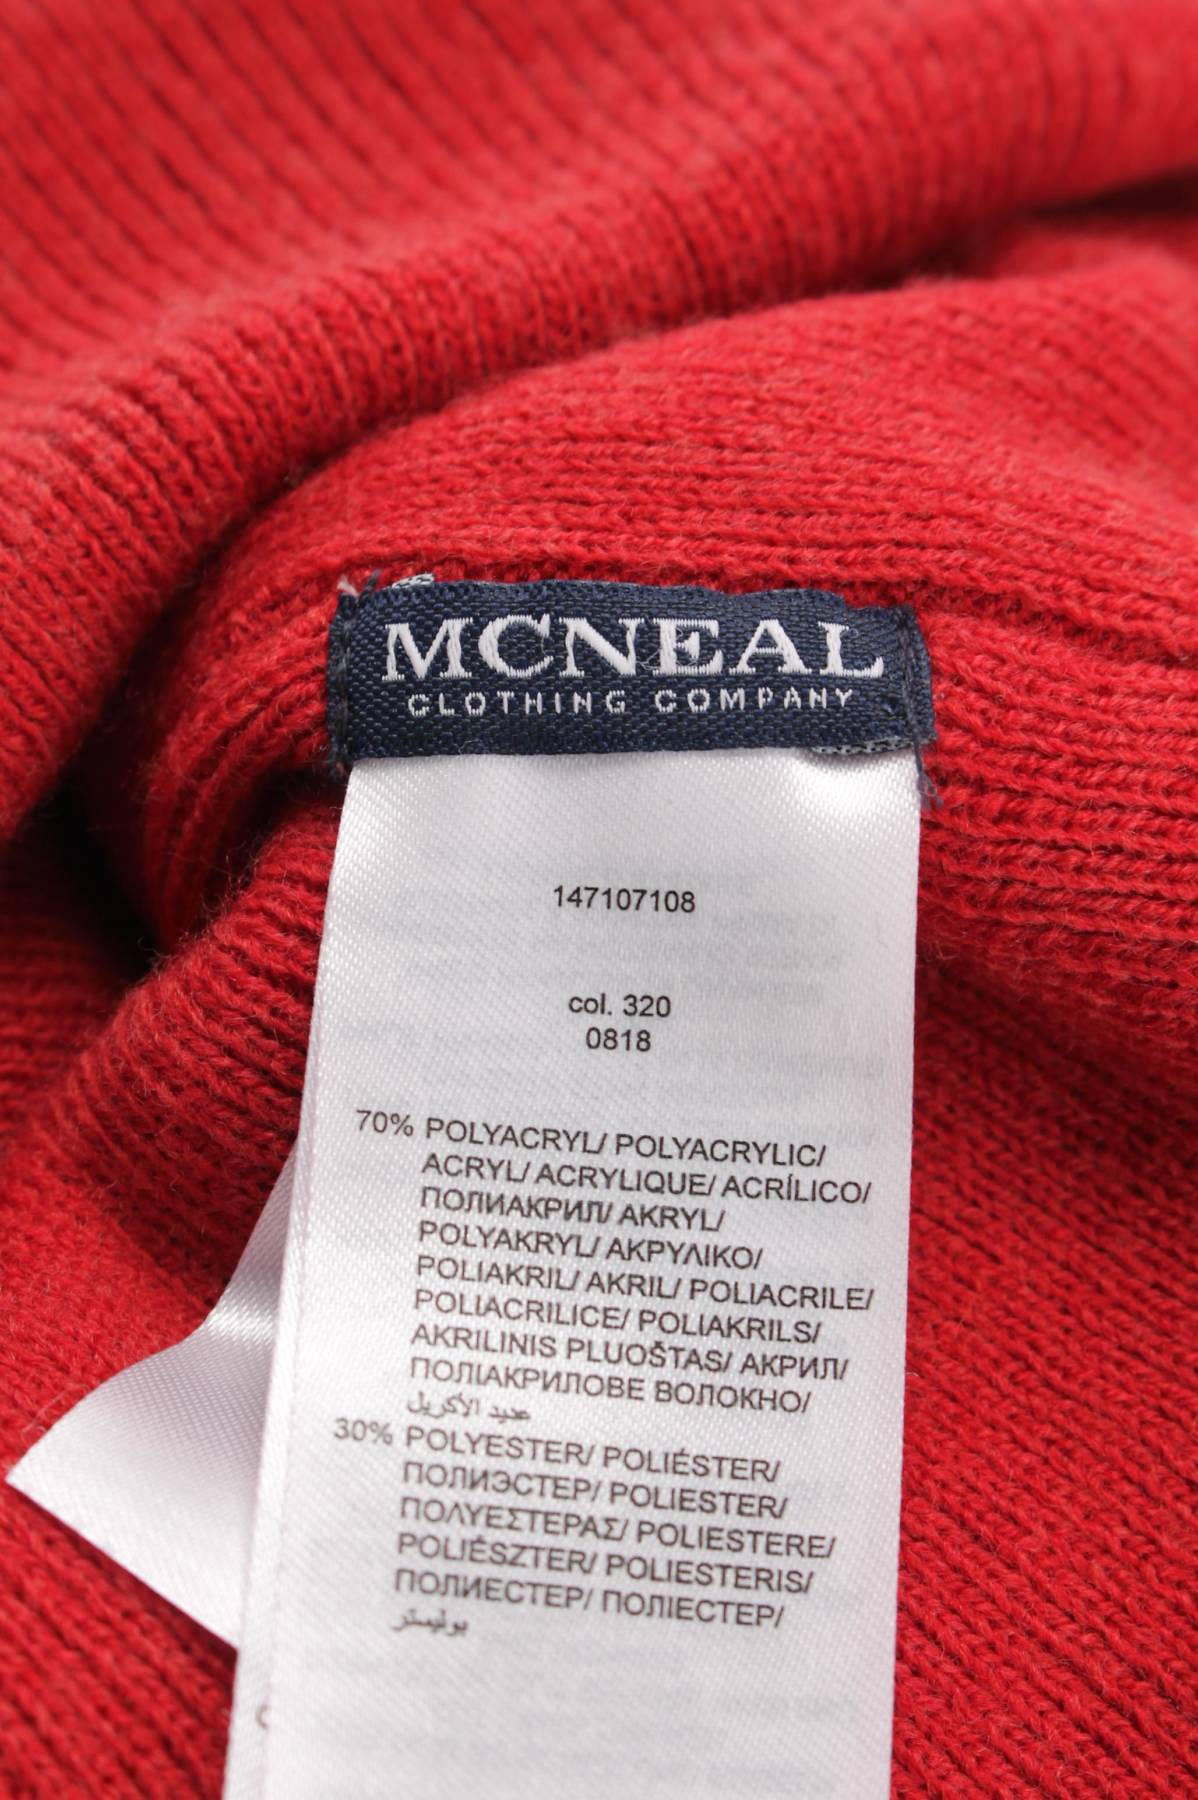 MCNEAL
CLOTHING COMPANY
147107108
col. 320
0818
70% POLYACRYL/ POLYACRYLIC/
ACRYL/ ACRYLIQUE/ ACRÍLICO/
ПОЛИАКРИЛ/ AKRYL/
POLYAKRYL/ ΑΚΡΥΛΙΚΟ/
POLIAKRIL/ AKRIL/ POLIACRILE/
POLIACRILICE/ POLIAKRILS/
AKRILINIS PLUOŠTAS/ АКРИЛ/
ПОЛІАКРИЛОВЕ ВОЛОКНО/
عديد الاكريل
30% POLYESTER/ POLIÉSTER/
ПОЛИЭСТЕР/ POLIESTER/
ΠΟΛΥΕΣΤΕΡΑΣ/ POLIESTERE/
POLIÉSZTER/ POLIESTERIS/
ПОЛИЕСТЕР/ ПОЛІЕСТЕР/
بوليستر